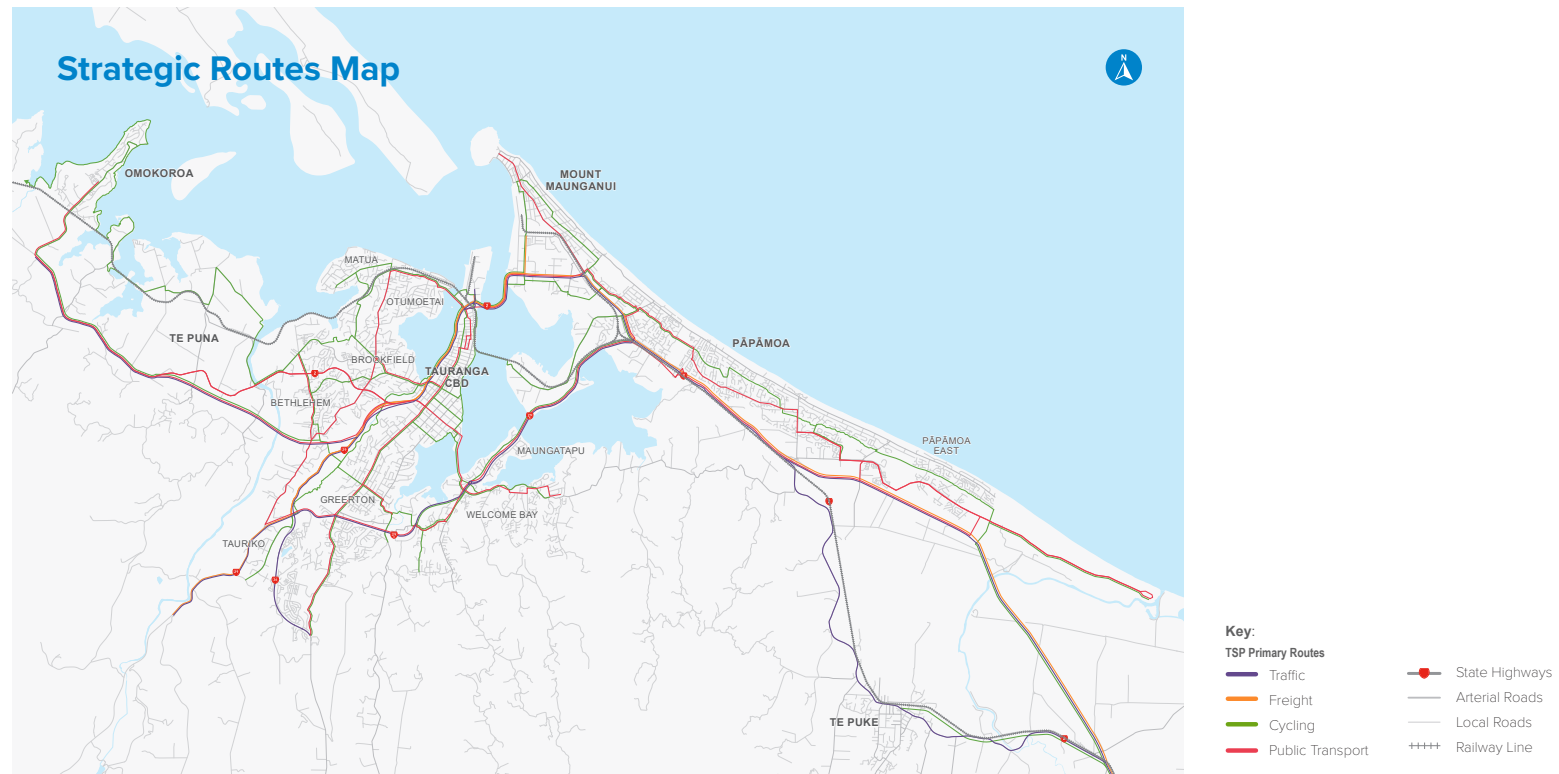 Strategic Routes Map
N
OMOKOROA
MOUNT
MAUNGANUI
MATUA
OTUMOETAI
TE PUNA
PĀPĀMOA
BROOKFIELD
TAURANGA
CBD
BETHLEHEM
PĀPĀMOA
EAST
MAUNGATAPU
GREERTON
WELCOME BAY
TAURIKO
TE PUKE
Key:
TSP Primary Routes
Traffic
Freight
Cycling
Public Transport
State Highways
Arterial Roads
Local Roads
Railway Line